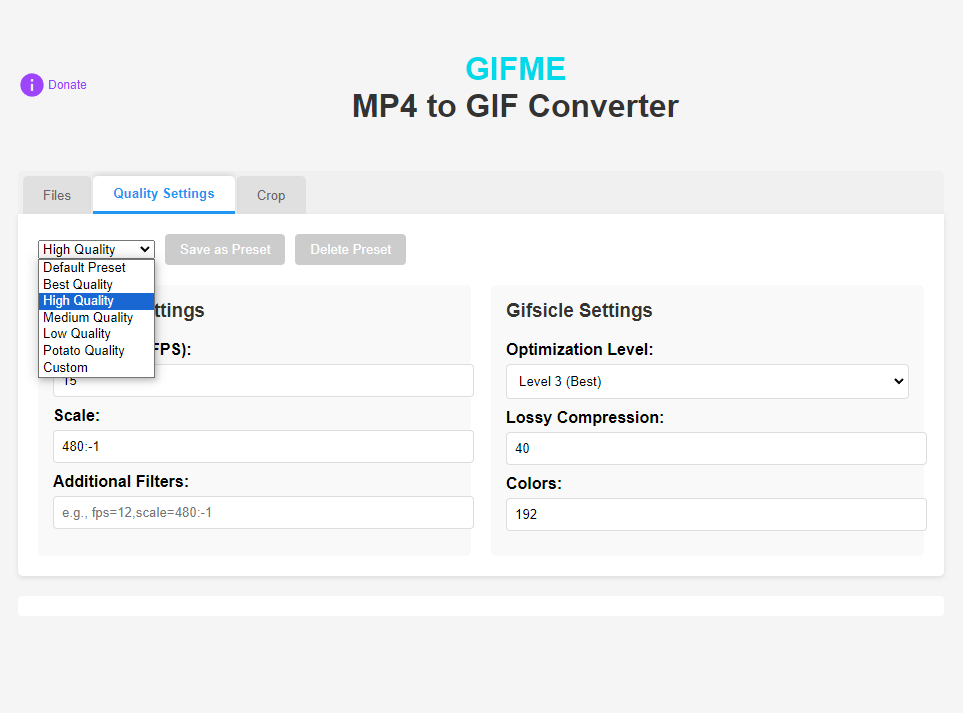 GIFME
Donate
MP4 to GIF Converter
Files
Quality Settings
Crop
High Quality
Save as Preset
Delete Preset
Default Preset
Best Quality
High Quality
Medium Quality
Low Quality
Potato Quality
Custom
ttings
FPS):
15
Scale:
480:-1
Additional Filters:
e.g., fps=12,scale=480:-1
Gifsicle Settings
Optimization Level:
Level 3 (Best)
Lossy Compression:
40
Colors:
192